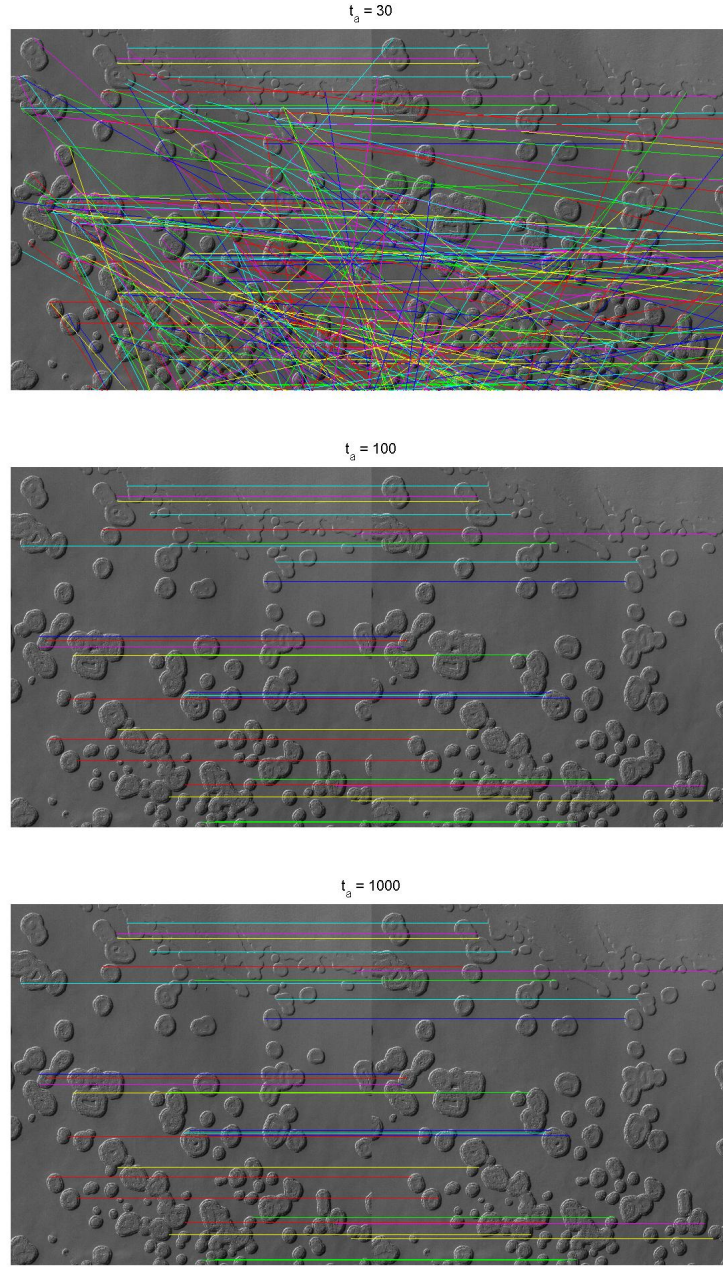 t_a = 30
t_a = 100
t_a = 1000